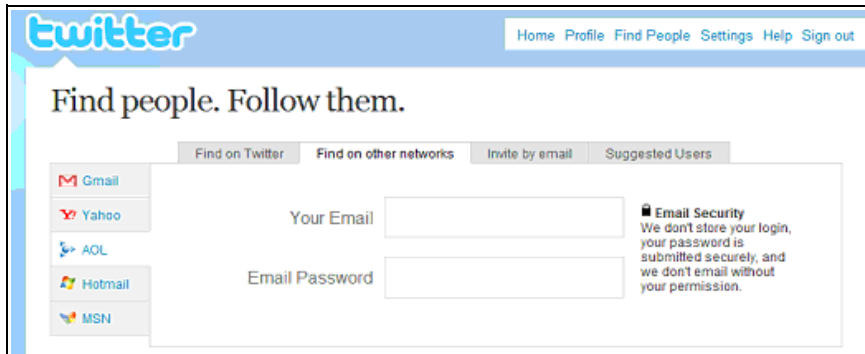 twitter
Home Profile Find People Settings Help Sign out
Find people. Follow them.
Find on Twitter Find on other networks Invite by email Suggested Users
Gmail
Yahoo
AOL
Hotmail
MSN
Your Email
Email Password
Email Security
We don't store your login,
your password is
submitted securely, and
we don't email without
your permission.